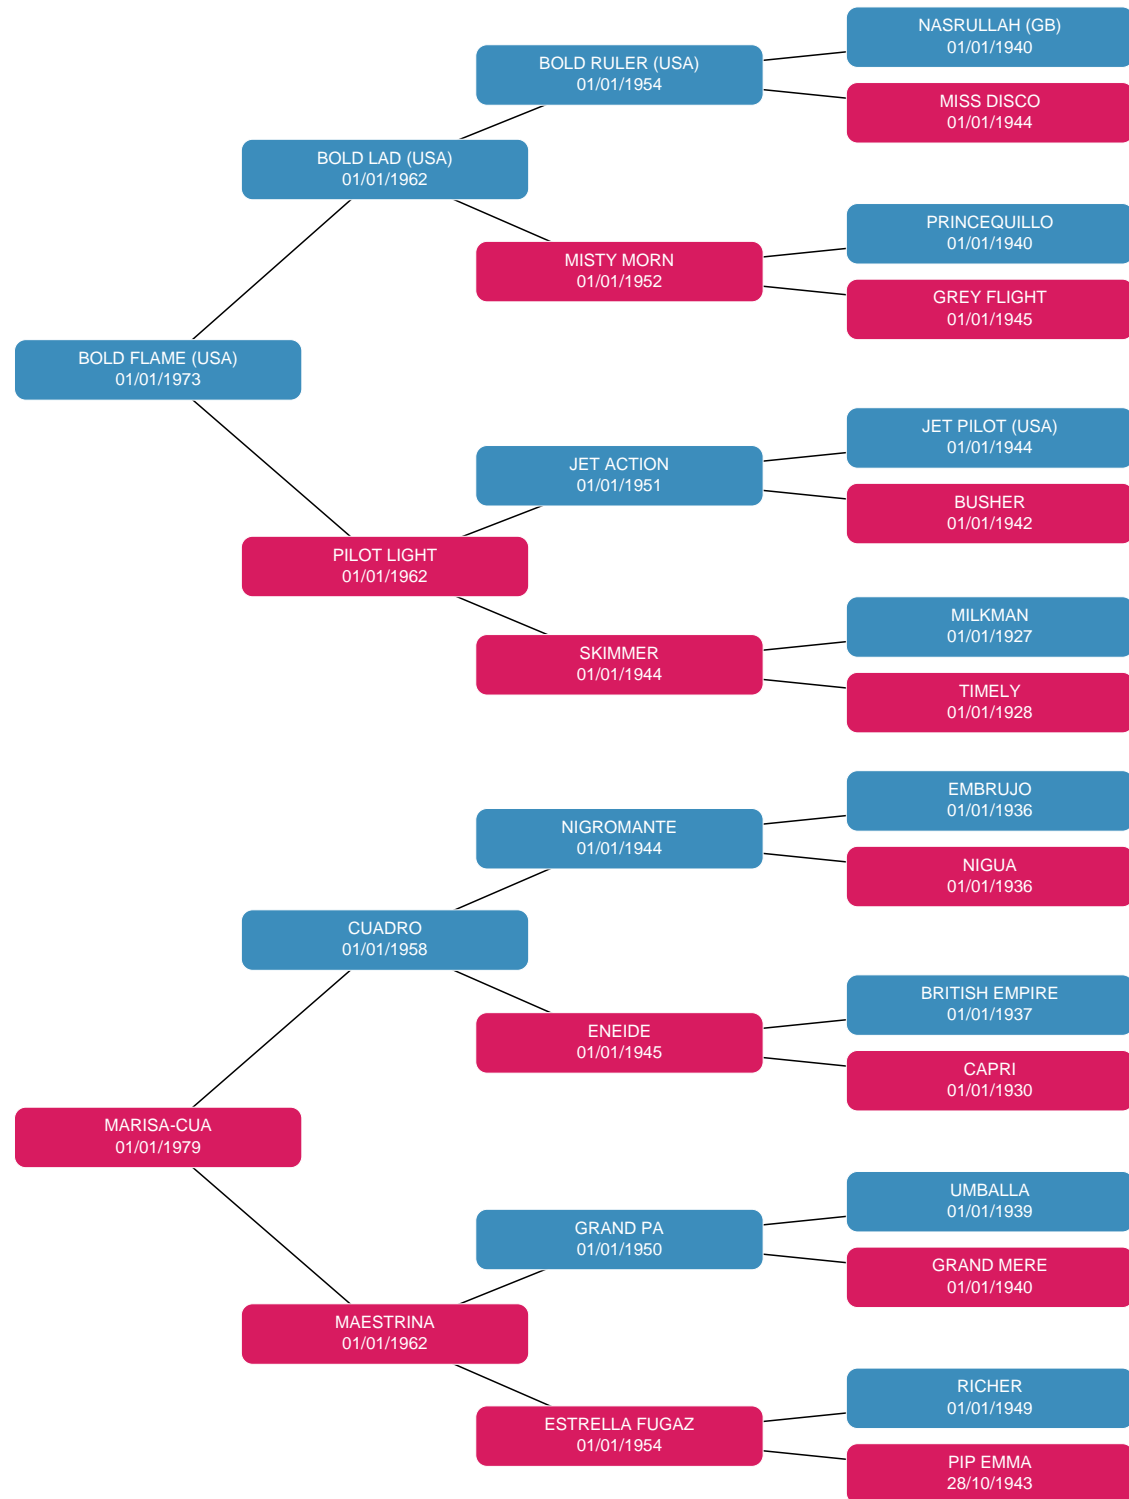 NASRULLAH (GB)
01/01/1940
BOLD RULER (USA)
01/01/1954
MISS DISCO
01/01/1944
BOLD LAD (USA)
01/01/1962
PRINCEQUILLO
01/01/1940
MISTY MORN
01/01/1952
GREY FLIGHT
01/01/1945
BOLD FLAME (USA)
01/01/1973
JET PILOT (USA)
01/01/1944
JET ACTION
01/01/1951
BUSHER
01/01/1942
PILOT LIGHT
01/01/1962
MILKMAN
01/01/1927
SKIMMER
01/01/1944
TIMELY
01/01/1928
EMBRUJO
01/01/1936
NIGROMANTE
01/01/1944
NIGUA
01/01/1936
CUADRO
01/01/1958
BRITISH EMPIRE
01/01/1937
ENEIDE
01/01/1945
CAPRI
01/01/1930
MARISA-CUA
01/01/1979
UMBALLA
01/01/1939
GRAND PA
01/01/1950
GRAND MERE
01/01/1940
MAESTRINA
01/01/1962
RICHER
01/01/1949
ESTRELLA FUGAZ
01/01/1954
PIP EMMA
28/10/1943